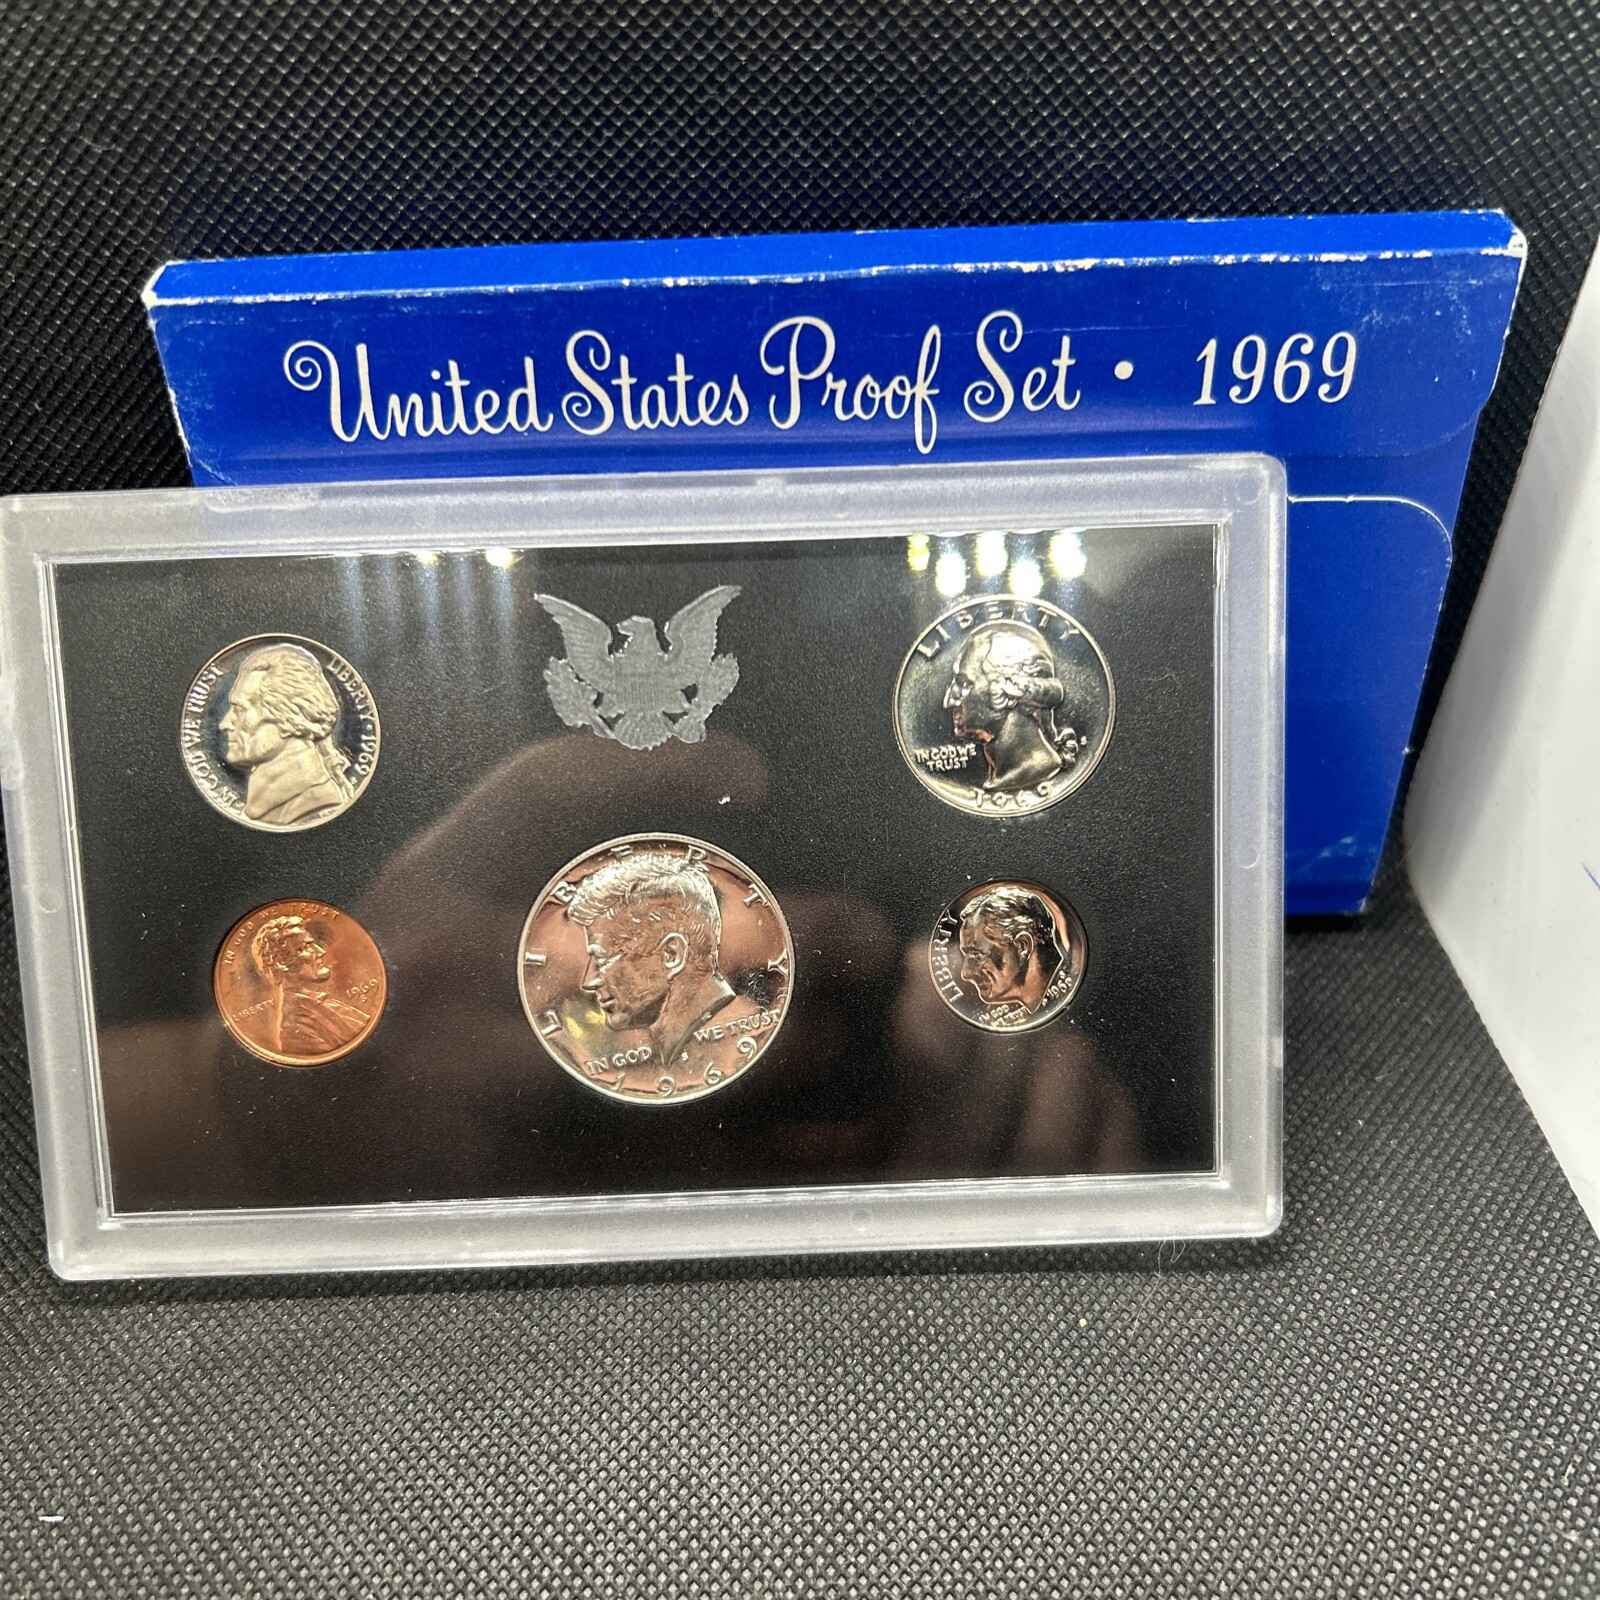 United States Proof Set · 1969
IN GOD WE TRUST
LIBERTY · 1969
S
LIBERTY
IN GOD WE
TRUST
S
1969
IN GOD WE TRUST
LIBERTY
1969
S
LIBERTY
IN GOD WE TRUST
S
1969
LIBERTY
IN GOD
WE TRUST
S
1969